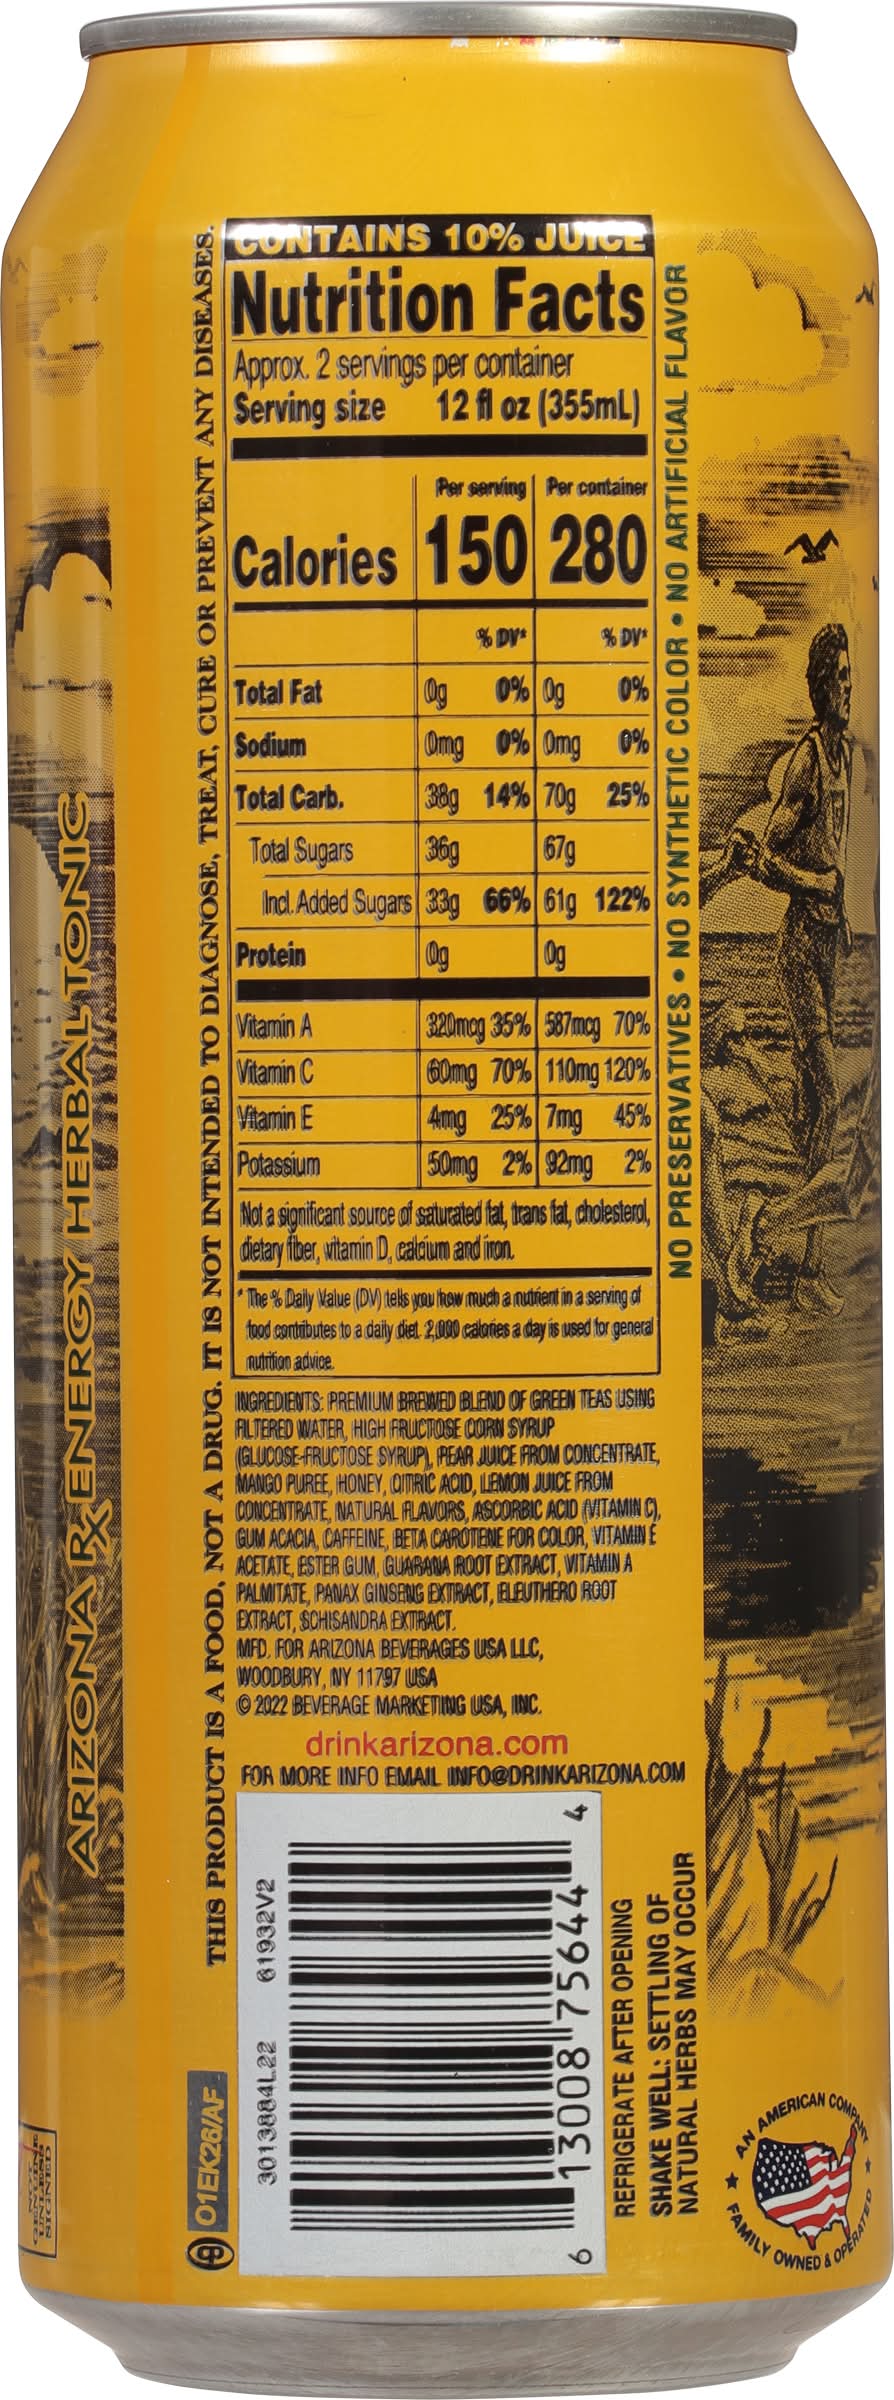 CONTAINS 10% JUICE
Nutrition Facts
Approx. 2 servings per container
Serving size 12 fl oz (355mL)
Per serving Per container
Calories 150 280
% DV* % DV*
Total Fat 0g 0% 0g 0%
Sodium 0mg 0% 0mg 0%
Total Carb. 38g 14% 70g 25%
Total Sugars 36g 67g
Incl. Added Sugars 33g 66% 61g 122%
Protein 0g 0g
Vitamin A 320mcg 35% 587mcg 70%
Vitamin C 60mg 70% 110mg 120%
Vitamin E 4mg 25% 7mg 45%
Potassium 50mg 2% 92mg 2%
Not a significant source of saturated fat, trans fat, cholesterol,
dietary fiber, vitamin D, calcium and iron.
* The % Daily Value (DV) tells you how much a nutrient in a serving of
food contributes to a daily diet. 2,000 calories a day is used for general
nutrition advice.
INGREDIENTS: PREMIUM BREWED BLEND OF GREEN TEAS USING
FILTERED WATER, HIGH FRUCTOSE CORN SYRUP
(GLUCOSE-FRUCTOSE SYRUP), PEAR JUICE FROM CONCENTRATE,
MANGO PUREE, HONEY, CITRIC ACID, LEMON JUICE FROM
CONCENTRATE, NATURAL FLAVORS, ASCORBIC ACID (VITAMIN C),
GUM ACACIA, CAFFEINE, BETA CAROTENE FOR COLOR, VITAMIN E
ACETATE, ESTER GUM, GUARANA ROOT EXTRACT, VITAMIN A
PALMITATE, PANAX GINSENG EXTRACT, ELEUTHERO ROOT
EXTRACT, SCHISANDRA EXTRACT.
MFD. FOR ARIZONA BEVERAGES USA LLC,
WOODBURY, NY 11797 USA
© 2022 BEVERAGE MARKETING USA, INC.
drinkarizona.com
FOR MORE INFO EMAIL INFO@DRINKARIZONA.COM
THIS PRODUCT IS A FOOD, NOT A DRUG. IT IS NOT INTENDED TO DIAGNOSE, TREAT, CURE OR PREVENT ANY DISEASES.
ARIZONA RX ENERGY HERBAL TONIC
NO PRESERVATIVES • NO SYNTHETIC COLOR • NO ARTIFICIAL FLAVOR
3013884L22 61932V2
6 13008 75644 4
REFRIGERATE AFTER OPENING
SHAKE WELL: SETTLING OF
NATURAL HERBS MAY OCCUR
01EK26/AF
NOT
GENUINE
UNLESS
SIGNED
AN AMERICAN COMPANY
FAMILY OWNED & OPERATED